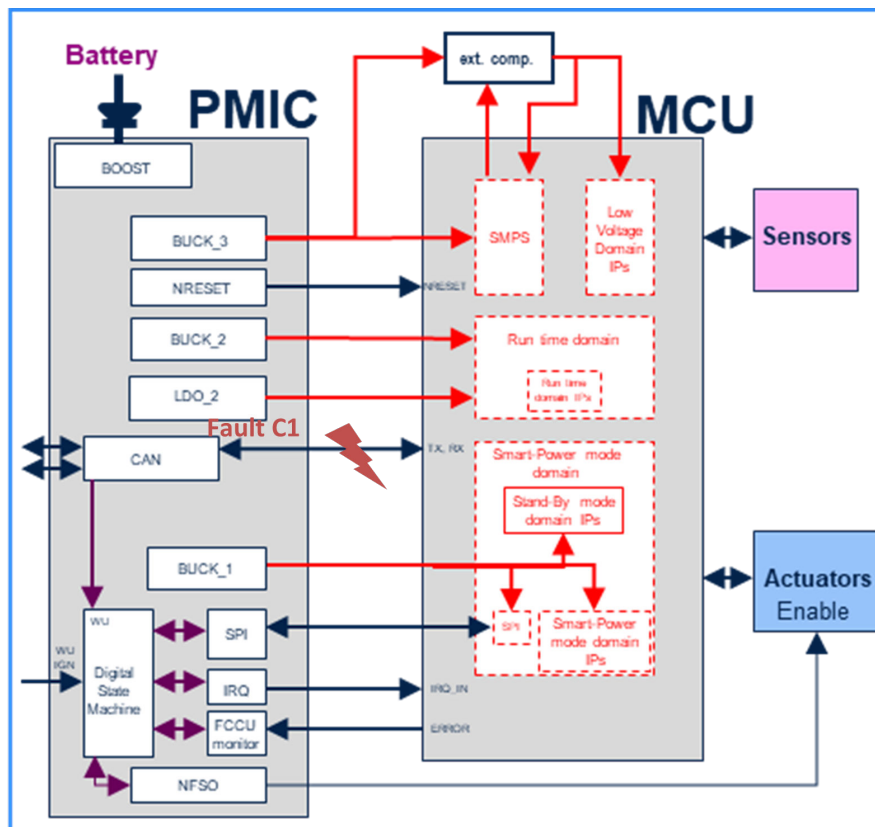 Battery
PMIC
MCU
ext. comp.
BOOST
BUCK_3
SMPS
Low
Voltage
Domain
IPs
Sensors
NRESET
NRESET
BUCK_2
Run time domain
LDO_2
Run time
domain IPs
Fault C1
CAN
TX, RX
Smart-Power mode
domain
Stand-By mode
domain IPs
BUCK_1
Actuators
Enable
WU
SPI
SPI
Smart-Power
mode domain
IPs
WU
IGN
Digital
State
Machine
IRQ
IRQ_IN
FCCU
monitor
ERROR
NFSO